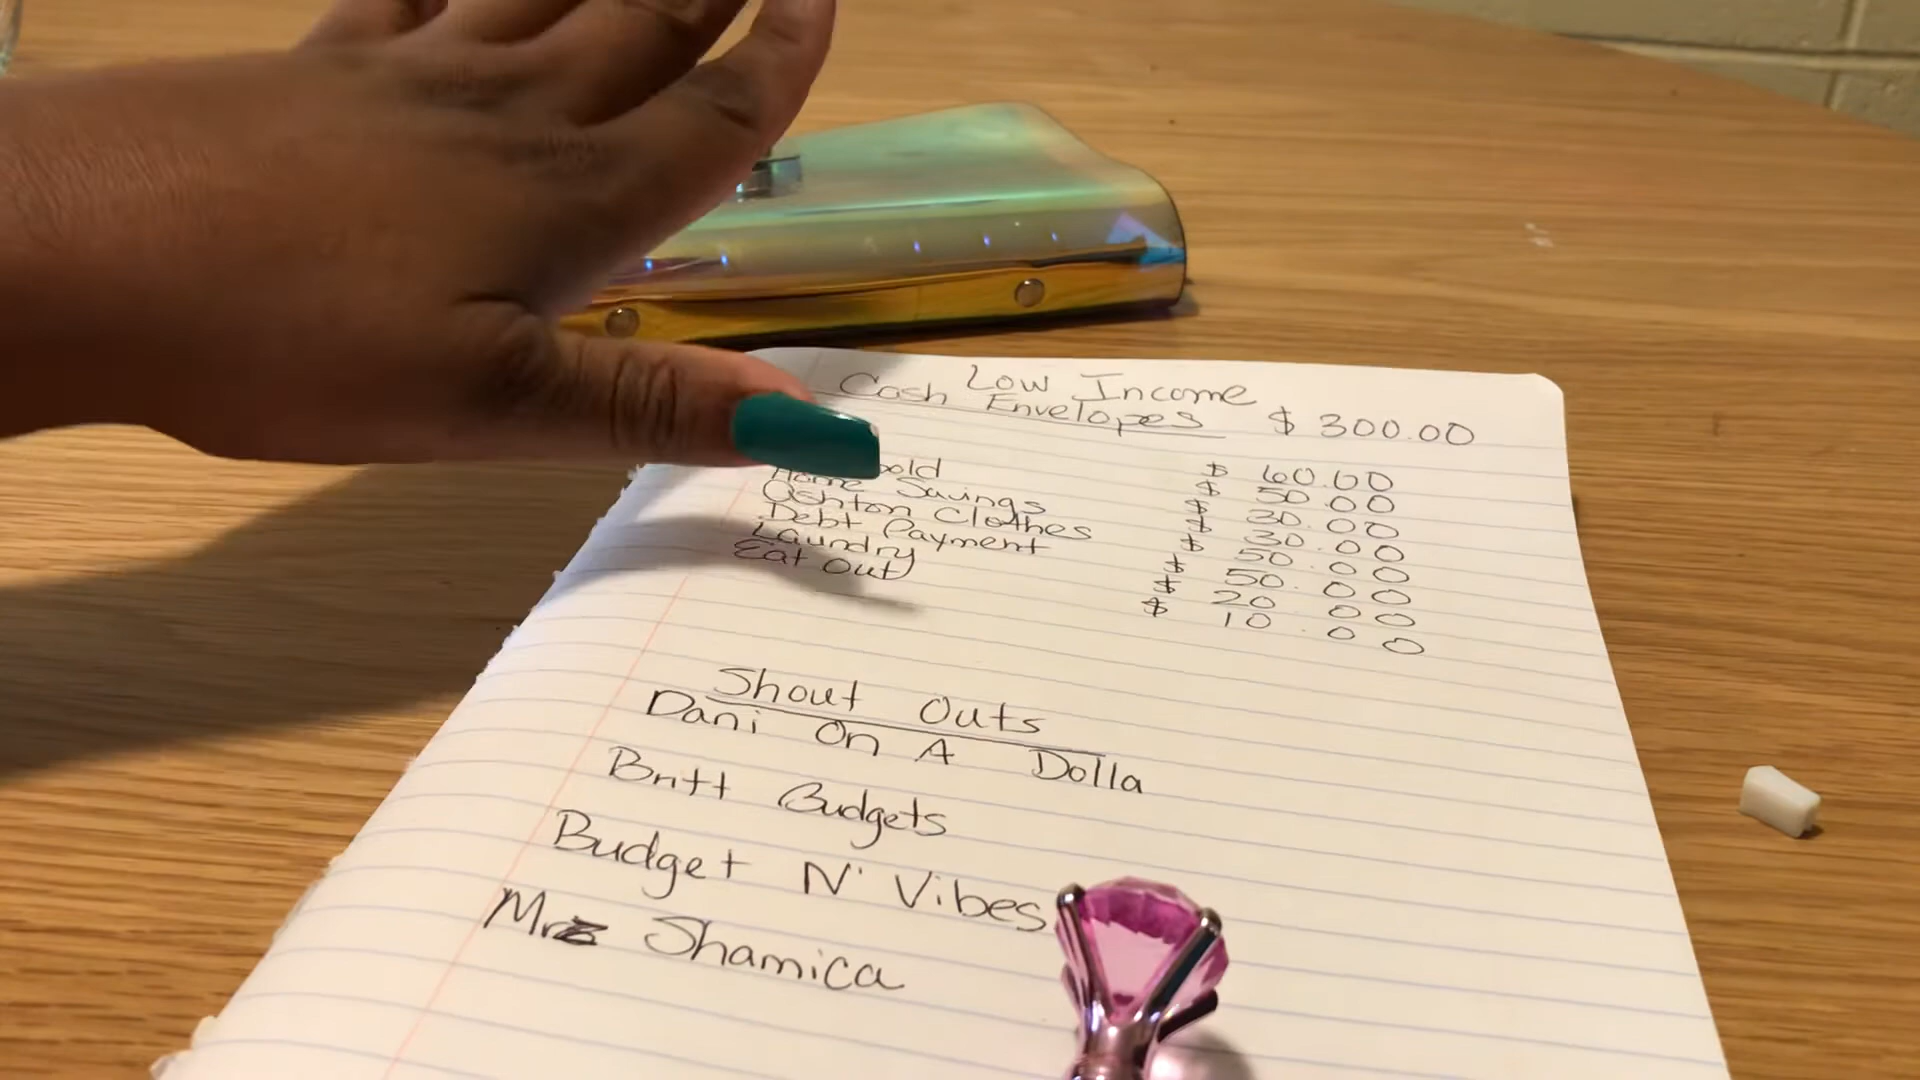 Low Income
Cash Envelopes $ 300.00
$ 60.00
Savings $ 50.00
Ashton Clothes $ 30.00
Debt Payment $ 30.00
Laundry $ 50.00
Eat Out $ 50.00
$ 20.00
$ 10.00
Shout Outs
Dani On A Dolla
Britt Budgets
Budget N' Vibes
Mrz Shamica